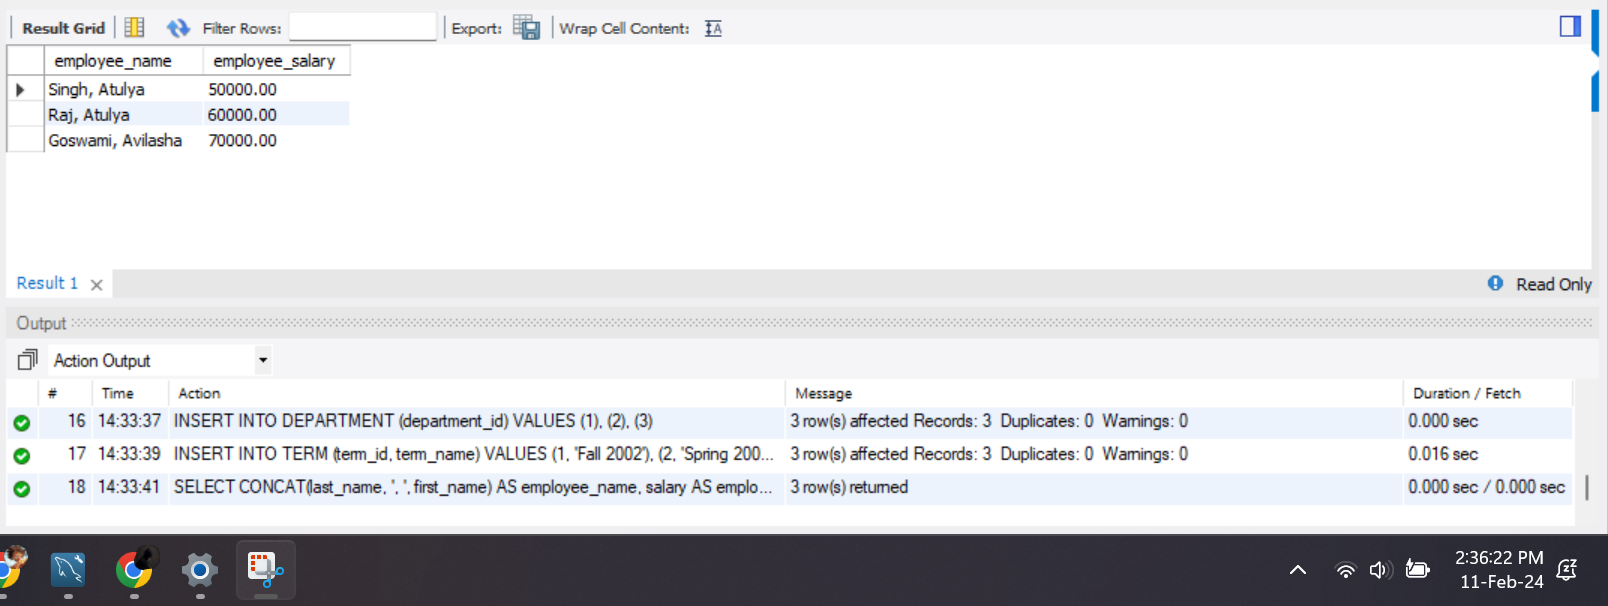 Result Grid Filter Rows: Export: Wrap Cell Content: IA
employee_name employee_salary
Singh, Atulya 50000.00
Raj, Atulya 60000.00
Goswami, Avilasha 70000.00
Result 1 Read Only
Output
Action Output
# Time Action Message Duration / Fetch
16 14:33:37 INSERT INTO DEPARTMENT (department_id) VALUES (1), (2), (3) 3 row(s) affected Records: 3 Duplicates: 0 Warnings: 0 0.000 sec
17 14:33:39 INSERT INTO TERM (term_id, term_name) VALUES (1, 'Fall 2002'), (2, 'Spring 200... 3 row(s) affected Records: 3 Duplicates: 0 Warnings: 0 0.016 sec
18 14:33:41 SELECT CONCAT(last_name, ', ', first_name) AS employee_name, salary AS emplo... 3 row(s) returned 0.000 sec / 0.000 sec
2:36:22 PM
11-Feb-24